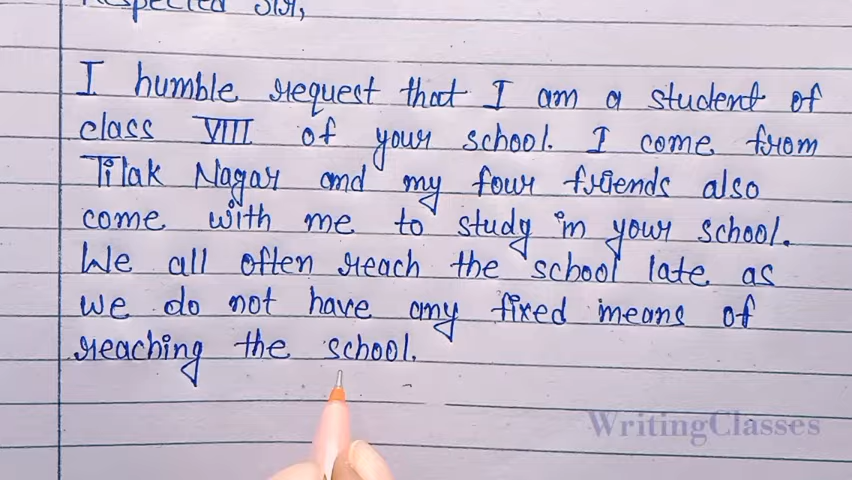 Respected Sir,
I humble request that I am a student of
class VIII of your school. I come from
Tilak Nagar and my four friends also
come with me to study in your school.
We all often reach the school late as
we do not have any fixed means of
reaching the school.
WritingClasses